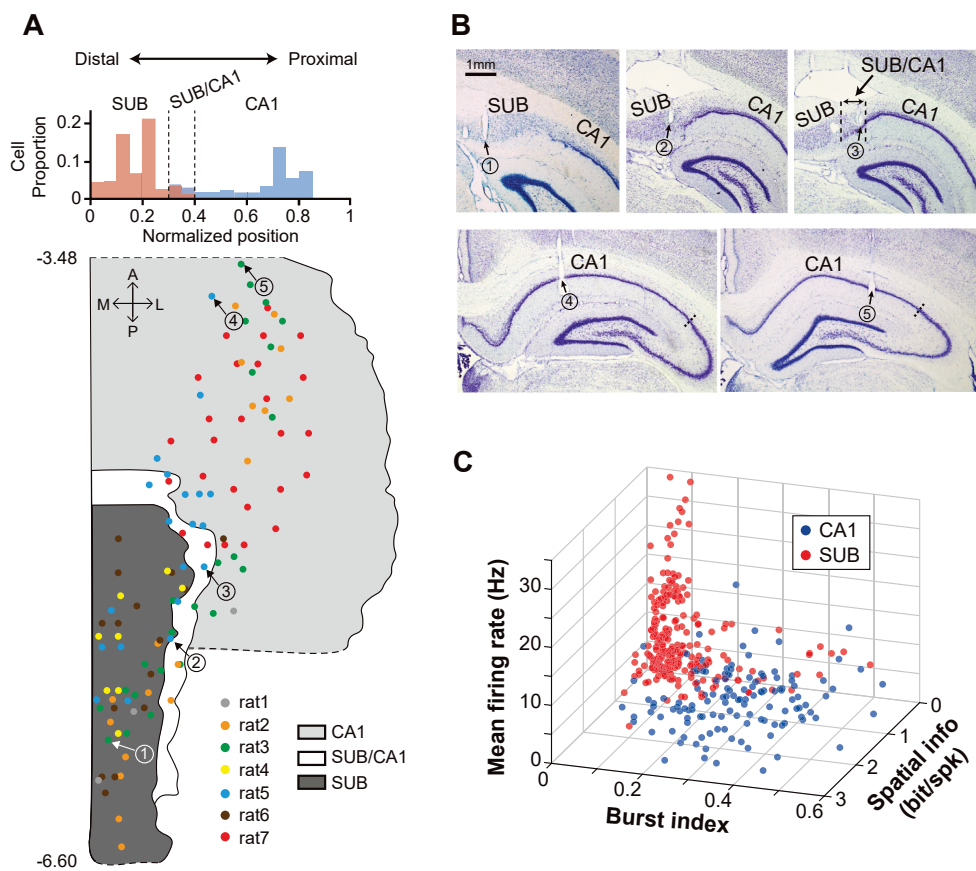 A
Distal
Proximal
SUB
SUB/CA1
CA1
Cell
Proportion
0.2
0.1
0
0
0.2
0.4
0.6
0.8
1
Normalized position
-3.48
A
M
L
P
5
4
3
2
1
rat1
rat2
rat3
rat4
rat5
rat6
rat7
CA1
SUB/CA1
SUB
-6.60
B
1mm
SUB
CA1
1
SUB
CA1
2
SUB/CA1
SUB
CA1
3
CA1
4
CA1
5
C
CA1
SUB
Mean firing rate (Hz)
30
20
20
10
10
0
0
0.2
0.4
0.6
Burst index
0
1
2
3
Spatial info
(bit/spk)